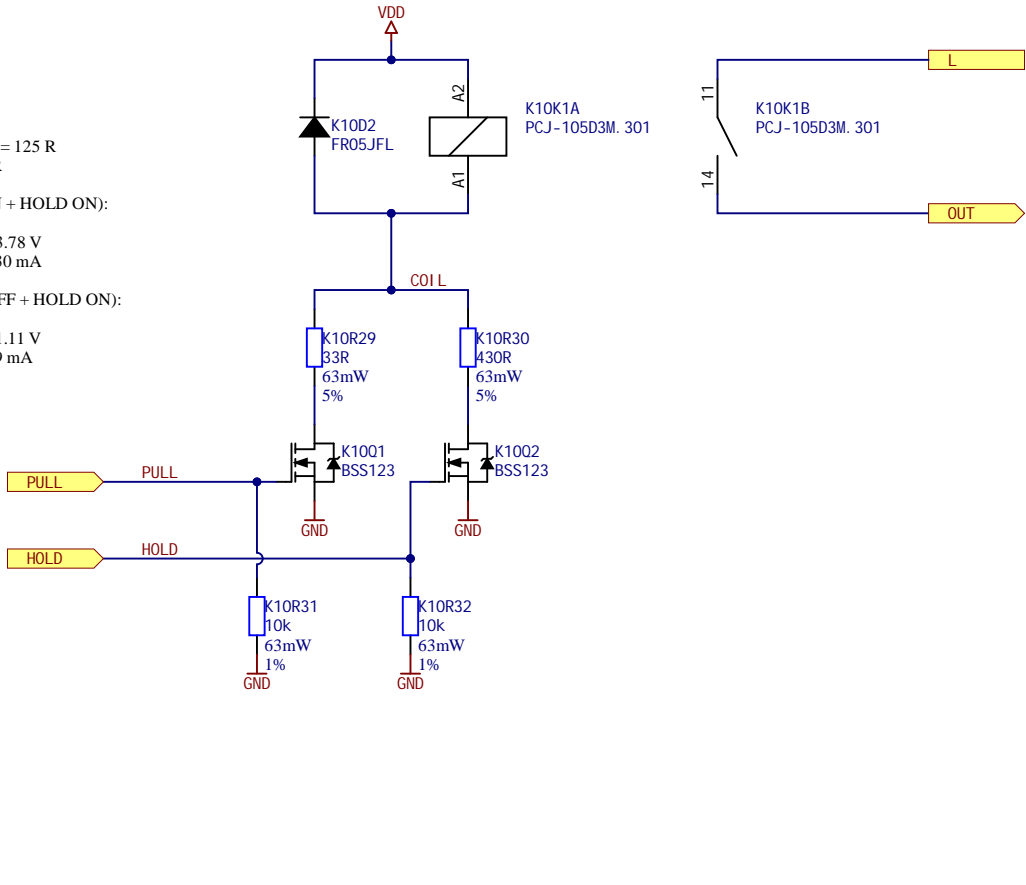 VDD
L
A2
11
K10K1A
PCJ-105D3M.301
K10K1B
PCJ-105D3M.301
K10D2
FR05JFL
= 125 R
+ HOLD ON):
A1
14
OUT
3.78 V
30 mA
COIL
FF + HOLD ON):
1.11 V
9 mA
K10R29
33R
63mW
5%
K10R30
430R
63mW
5%
K10Q1
BSS123
K10Q2
BSS123
PULL
PULL
GND
GND
HOLD
HOLD
K10R31
10k
63mW
1%
K10R32
10k
63mW
1%
GND
GND